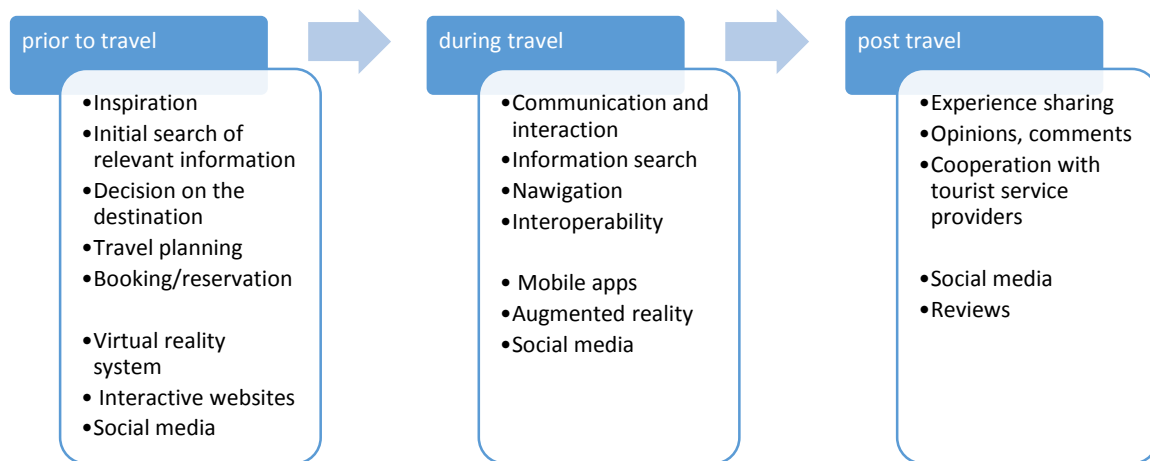 prior to travel
•Inspiration
•Initial search of
relevant information
•Decision on the
destination
•Travel planning
•Booking/reservation
•Virtual reality
system
• Interactive websites
•Social media
during travel
•Communication and
interaction
•Information search
•Nawigation
•Interoperability
• Mobile apps
•Augmented reality
•Social media
post travel
•Experience sharing
•Opinions, comments
•Cooperation with
tourist service
providers
•Social media
•Reviews